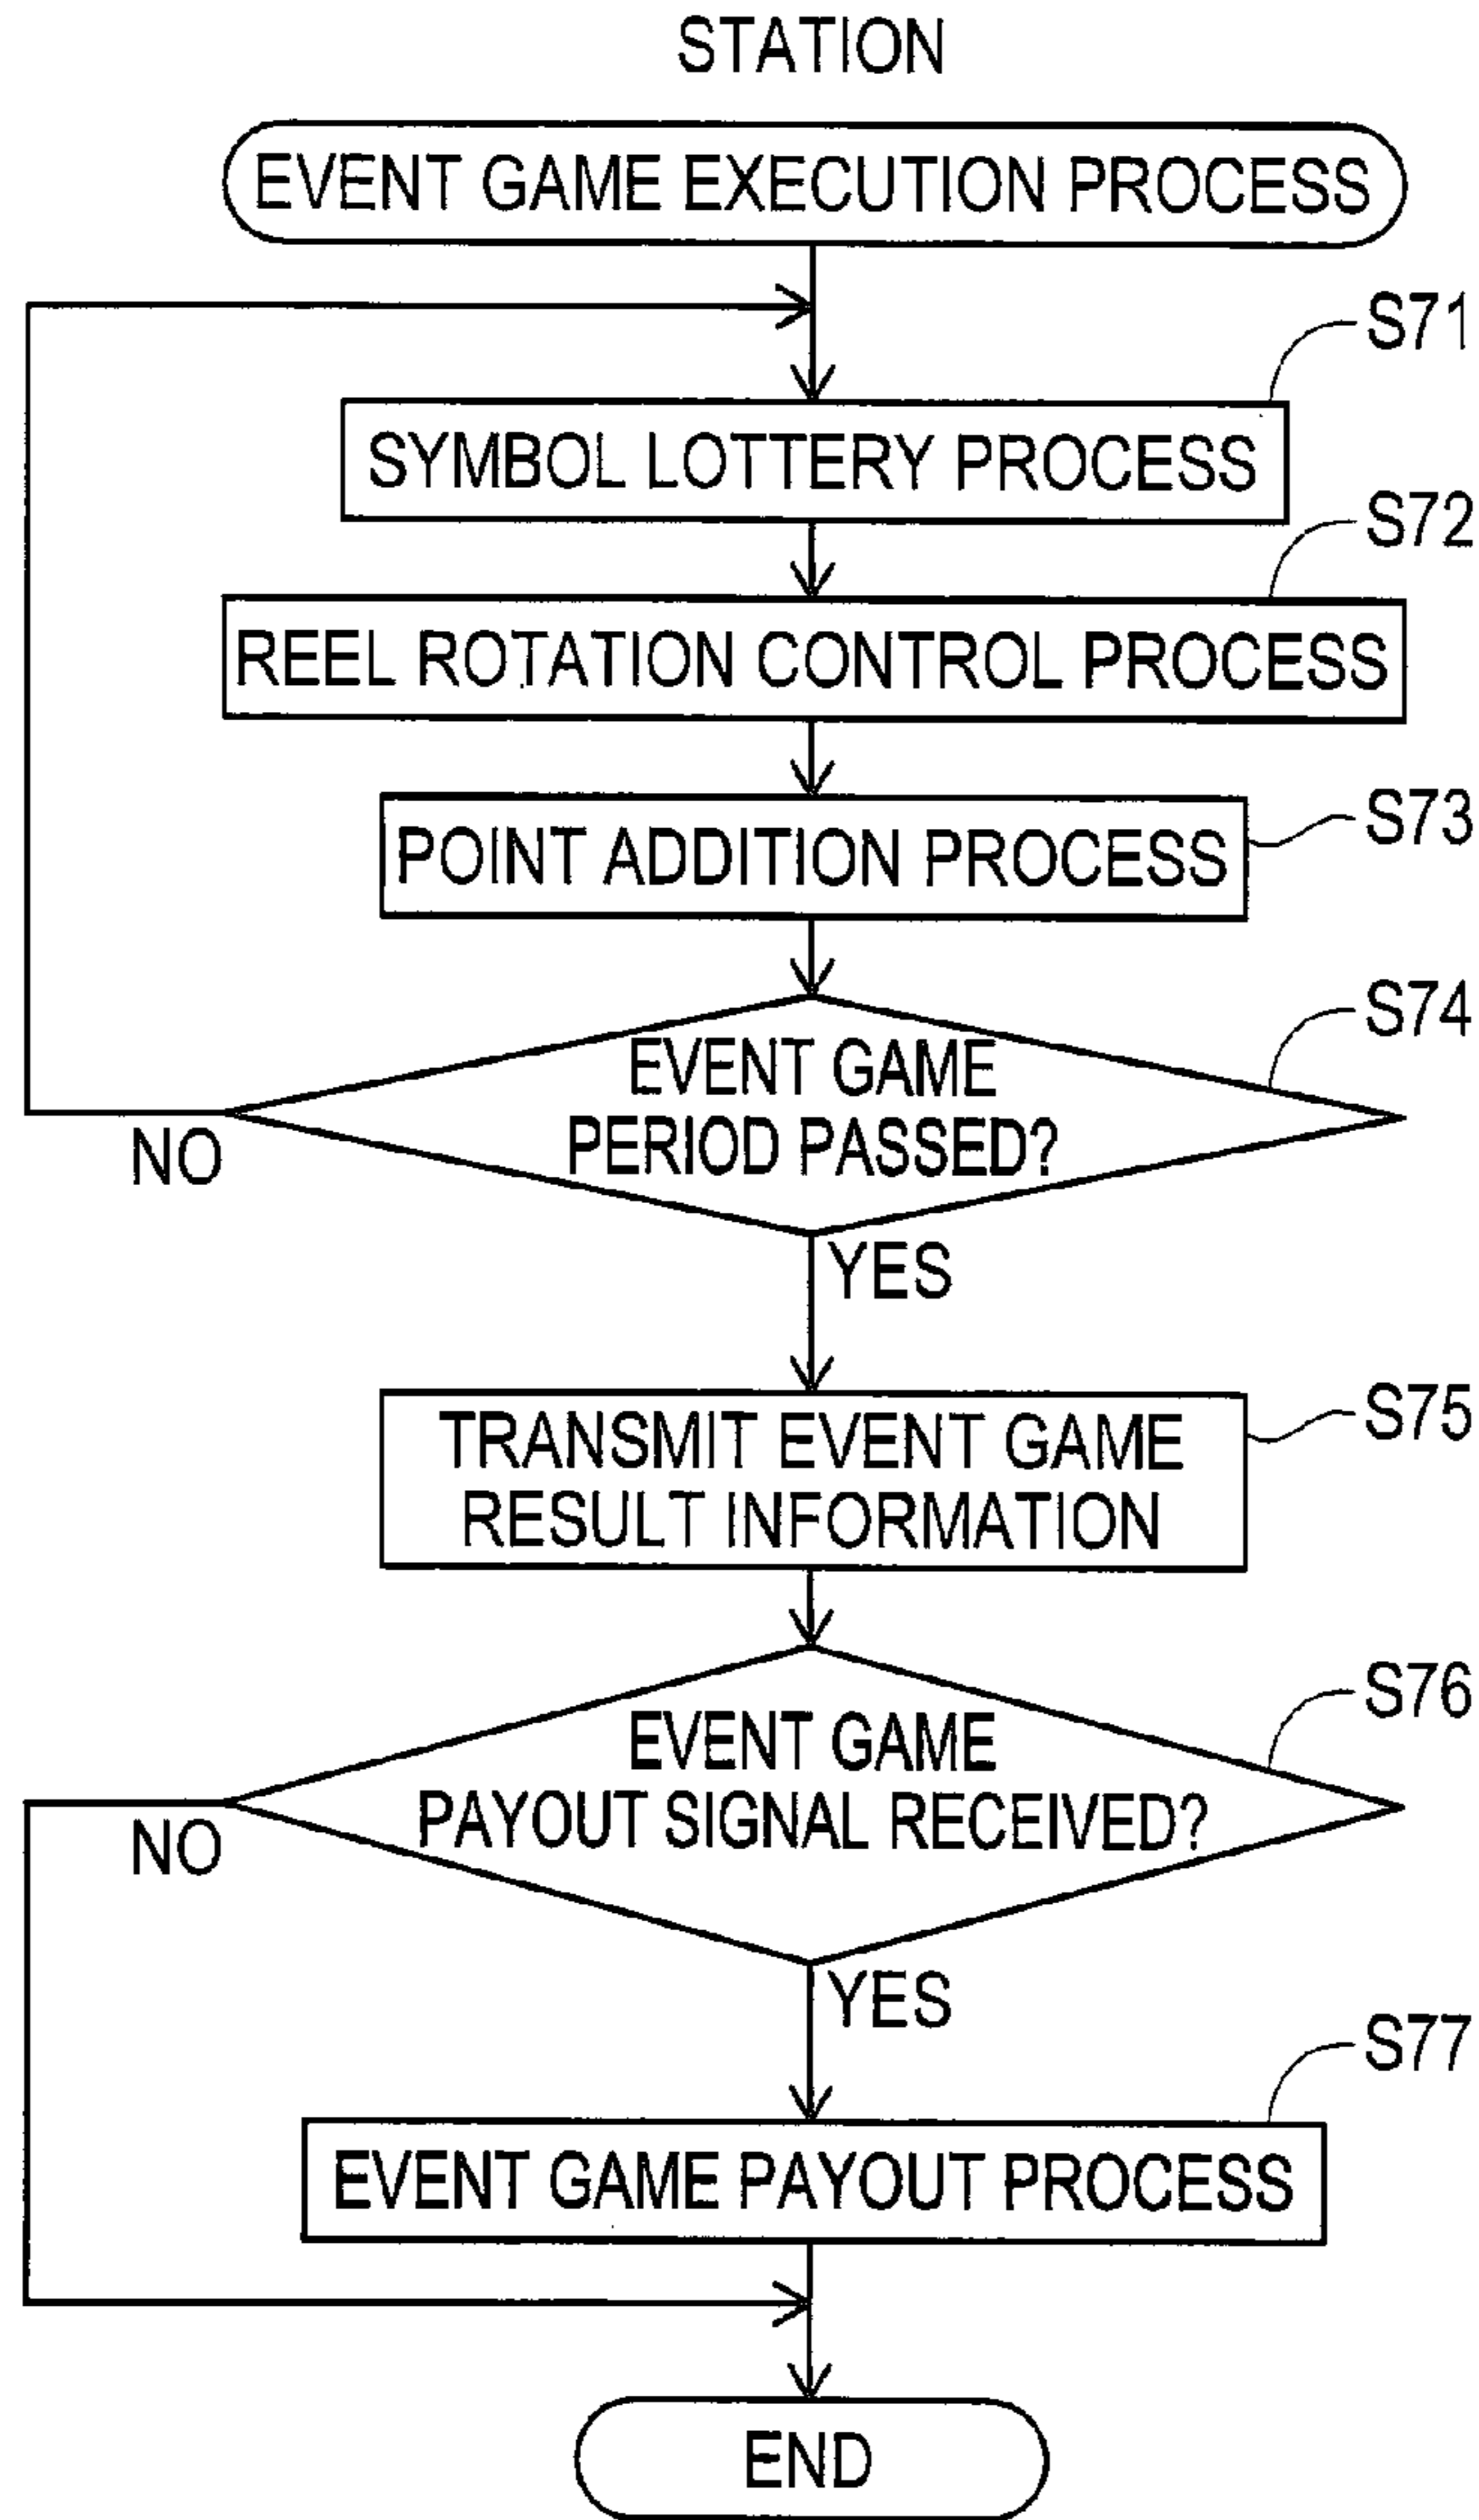 STATION
EVENT GAME EXECUTION PROCESS
S71
SYMBOL LOTTERY PROCESS
S72
REEL ROTATION CONTROL PROCESS
S73
POINT ADDITION PROCESS
S74
EVENT GAME
PERIOD PASSED?
NO
YES
S75
TRANSMIT EVENT GAME
RESULT INFORMATION
S76
EVENT GAME
PAYOUT SIGNAL RECEIVED?
NO
YES
S77
EVENT GAME PAYOUT PROCESS
END